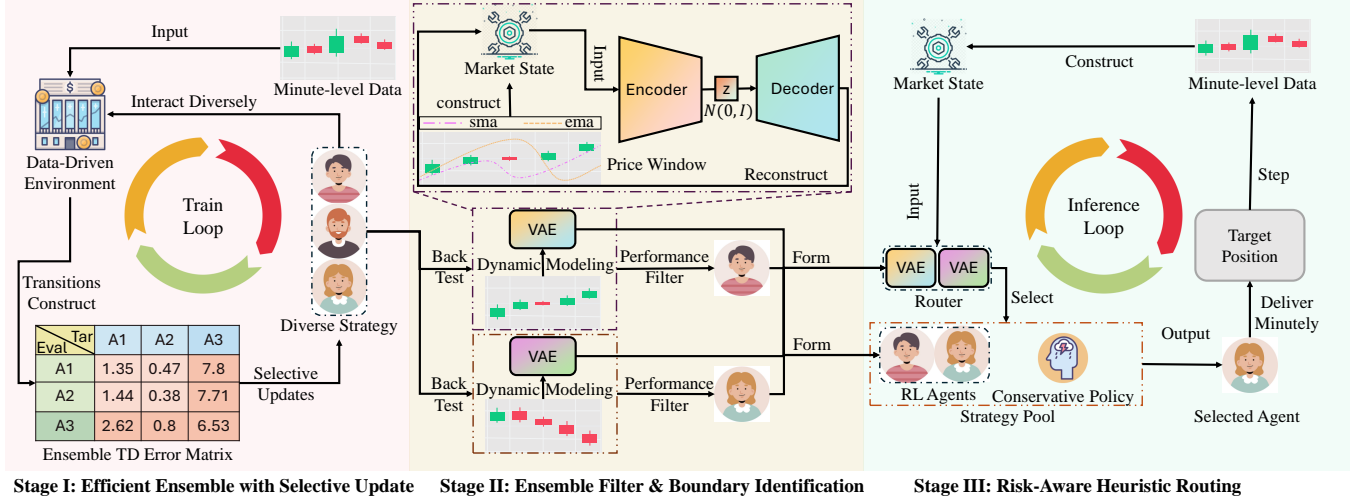 Input
Minute-level Data
Interact Diversely
Data-Driven
Environment
Train
Loop
Transitions
Construct
Diverse Strategy
Tar
Eval
A1 A2 A3
A1 1.35 0.47 7.8
A2 1.44 0.38 7.71
A3 2.62 0.8 6.53
Selective
Updates
Ensemble TD Error Matrix
Stage I: Efficient Ensemble with Selective Update
Market State
construct
sma ema
Price Window
Input
Encoder
z
N(0, I)
Decoder
Reconstruct
Back
Test
VAE
Dynamic Modeling
Performance
Filter
Form
Back
Test
VAE
Dynamic Modeling
Performance
Filter
Form
Stage II: Ensemble Filter & Boundary Identification
Market State
Construct
Minute-level Data
Input
Inference
Loop
Step
Target
Position
VAE VAE
Router
Select
Deliver
Minutely
Output
RL Agents
Conservative Policy
Strategy Pool
Selected Agent
Stage III: Risk-Aware Heuristic Routing